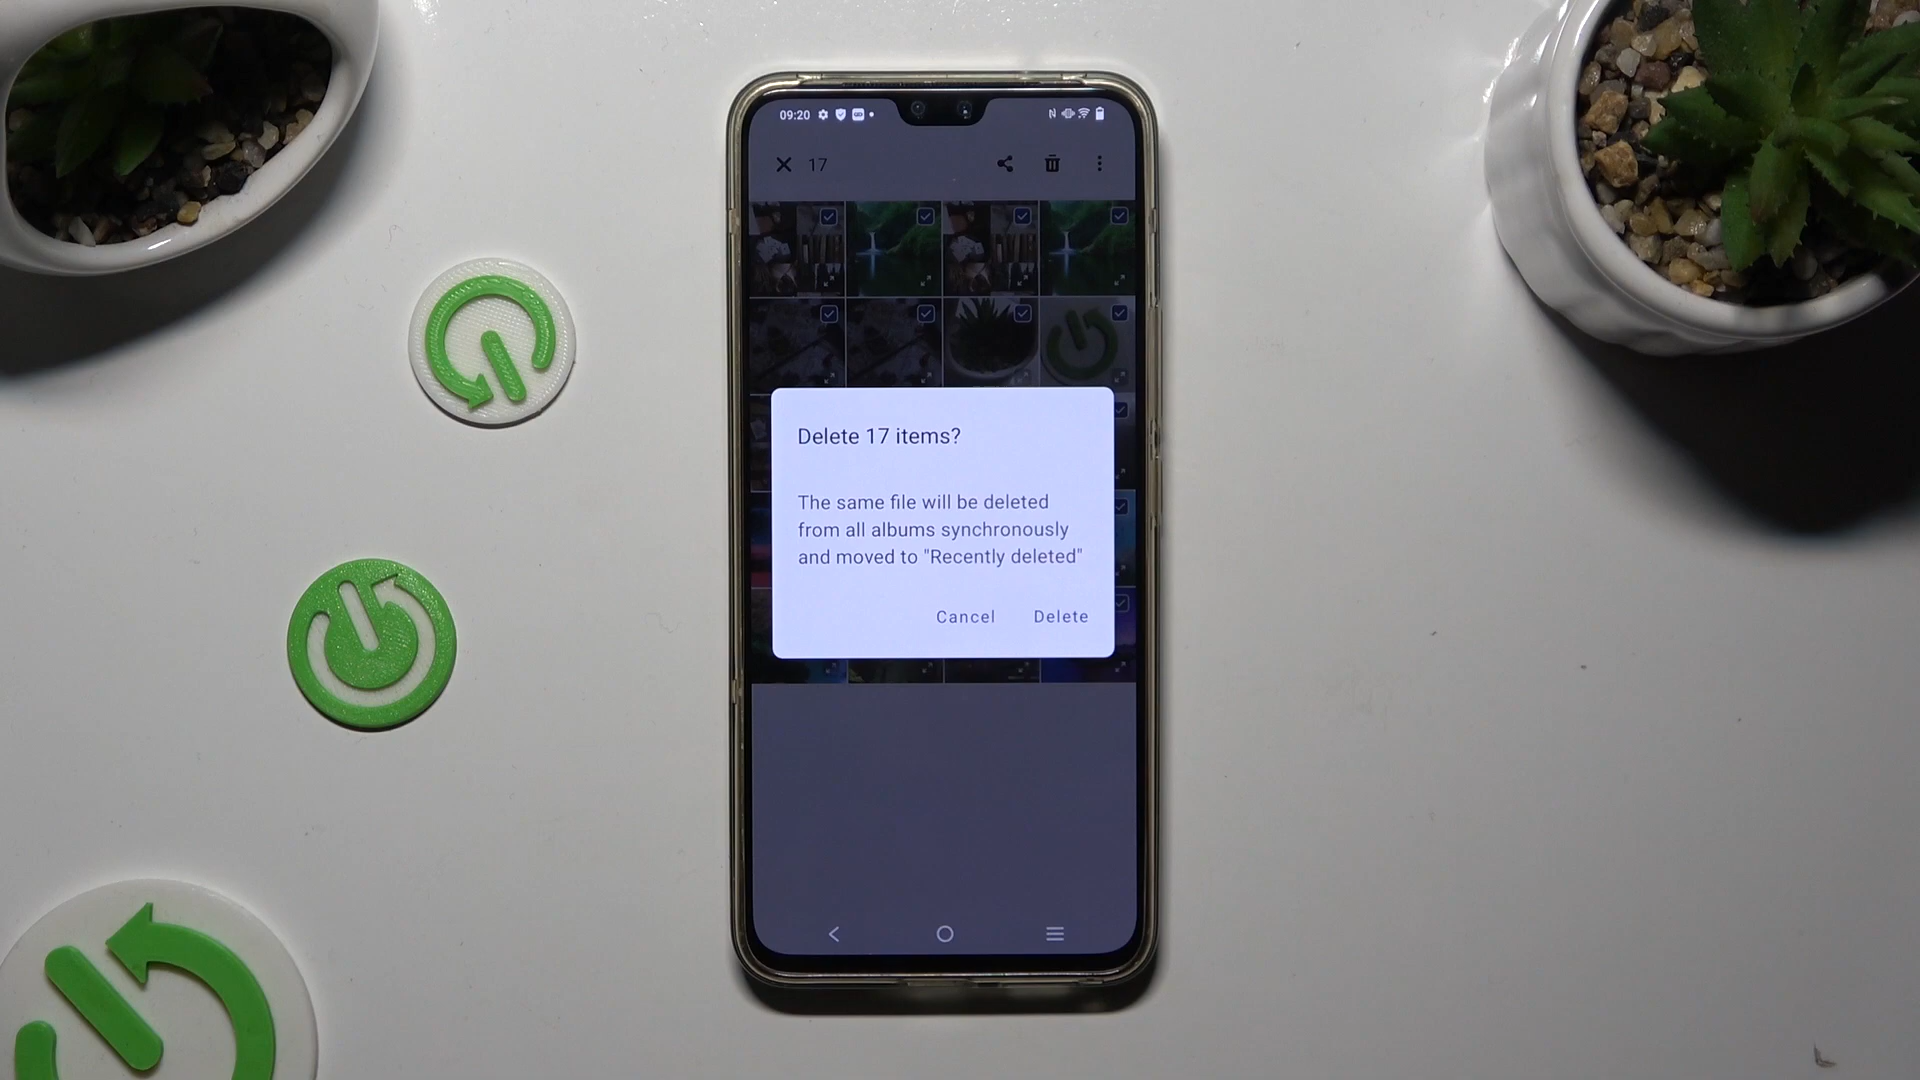 09:20
17
Delete 17 items?
The same file will be deleted
from all albums synchronously
and moved to "Recently deleted"
Cancel Delete